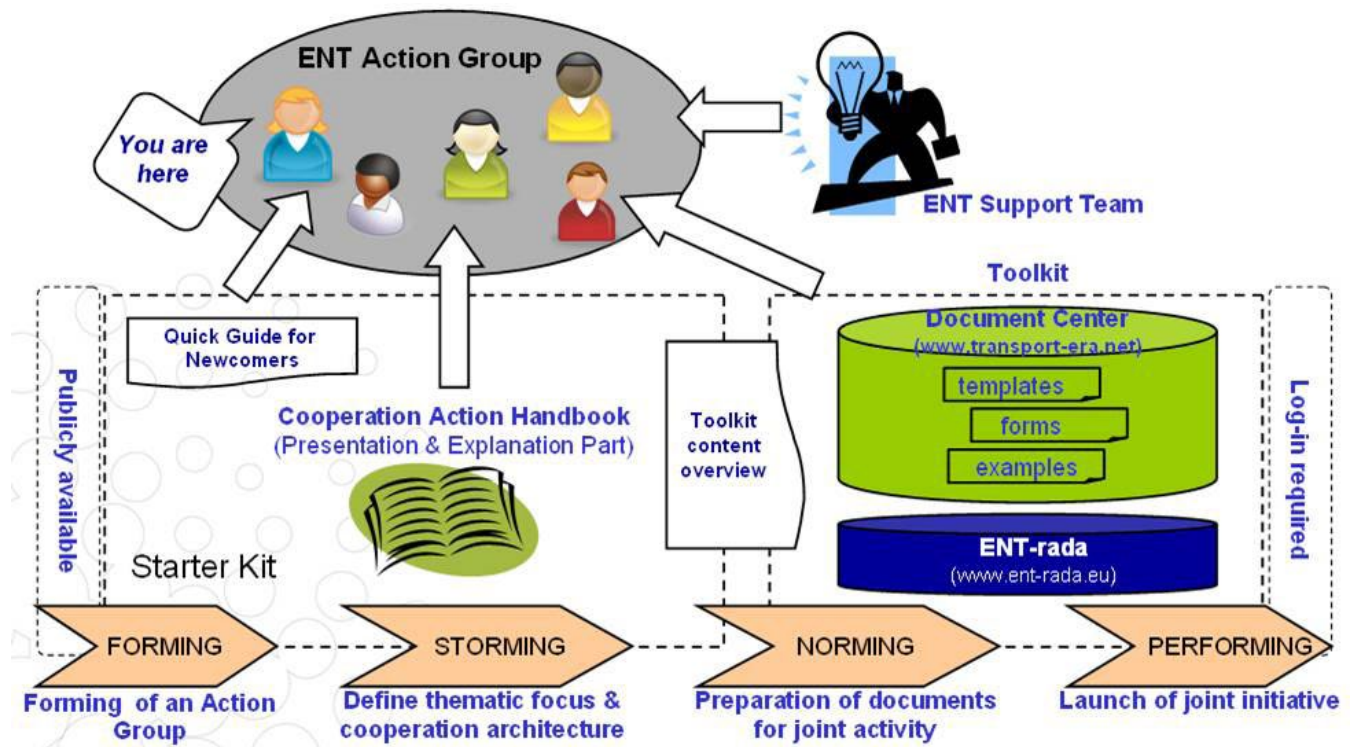 ENT Action Group
You are
here
ENT Support Team
Toolkit
Publicly available
Quick Guide for
Newcomers
Cooperation Action Handbook
(Presentation & Explanation Part)
Starter Kit
Toolkit
content
overview
Document Center
(www.transport-era.net)
templates
forms
examples
ENT-rada
(www.ent-rada.eu)
Log-in required
FORMING
STORMING
NORMING
PERFORMING
Forming of an Action
Group
Define thematic focus &
cooperation architecture
Preparation of documents
for joint activity
Launch of joint initiative